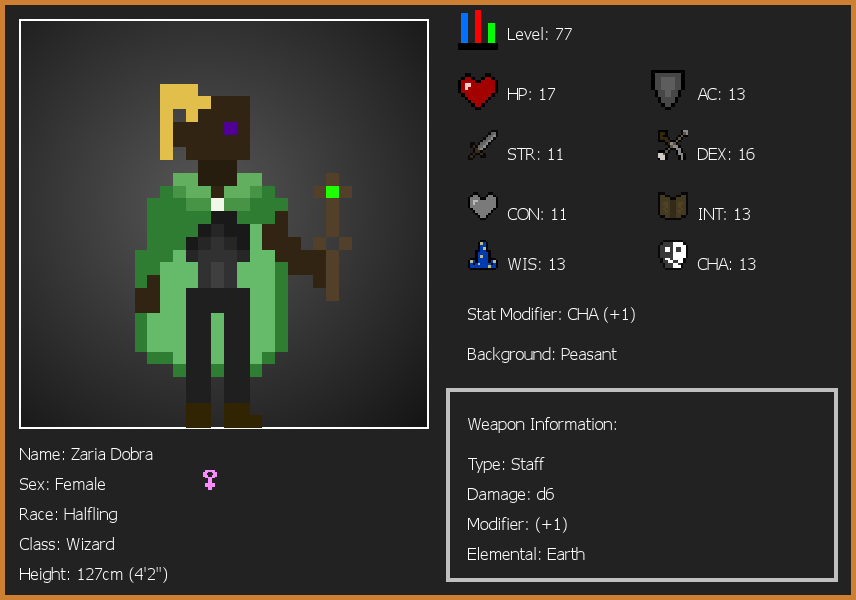 Level: 77
HP: 17
AC: 13
STR: 11
DEX: 16
CON: 11
INT: 13
WIS: 13
CHA: 13
Stat Modifier: CHA (+1)
Background: Peasant
Weapon Information:
Type: Staff
Damage: d6
Modifier: (+1)
Elemental: Earth
Name: Zaria Dobra
Sex: Female
Race: Halfling
Class: Wizard
Height: 127cm (4'2")